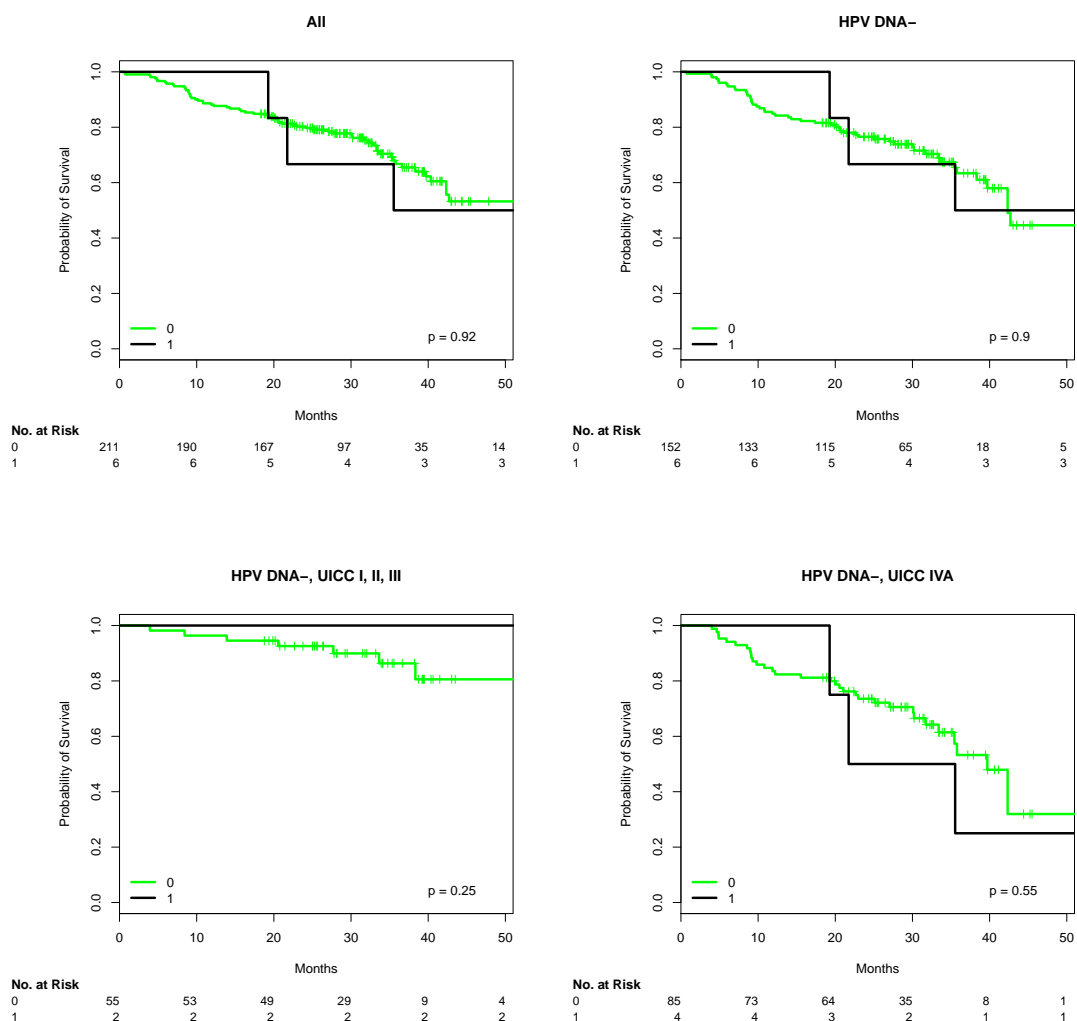 All
Probability of Survival
0.0 0.2 0.4 0.6 0.8 1.0
0
1
p = 0.92
0 10 20 30 40 50
Months
No. at Risk
0 211 190 167 97 35 14
1 6 6 5 4 3 3
HPV DNA−
Probability of Survival
0.0 0.2 0.4 0.6 0.8 1.0
0
1
p = 0.9
0 10 20 30 40 50
Months
No. at Risk
0 152 133 115 65 18 5
1 6 6 5 4 3 3
HPV DNA−, UICC I, II, III
Probability of Survival
0.0 0.2 0.4 0.6 0.8 1.0
0
1
p = 0.25
0 10 20 30 40 50
Months
No. at Risk
0 55 53 49 29 9 4
1 2 2 2 2 2 2
HPV DNA−, UICC IVA
Probability of Survival
0.0 0.2 0.4 0.6 0.8 1.0
0
1
p = 0.55
0 10 20 30 40 50
Months
No. at Risk
0 85 73 64 35 8 1
1 4 4 3 2 1 1